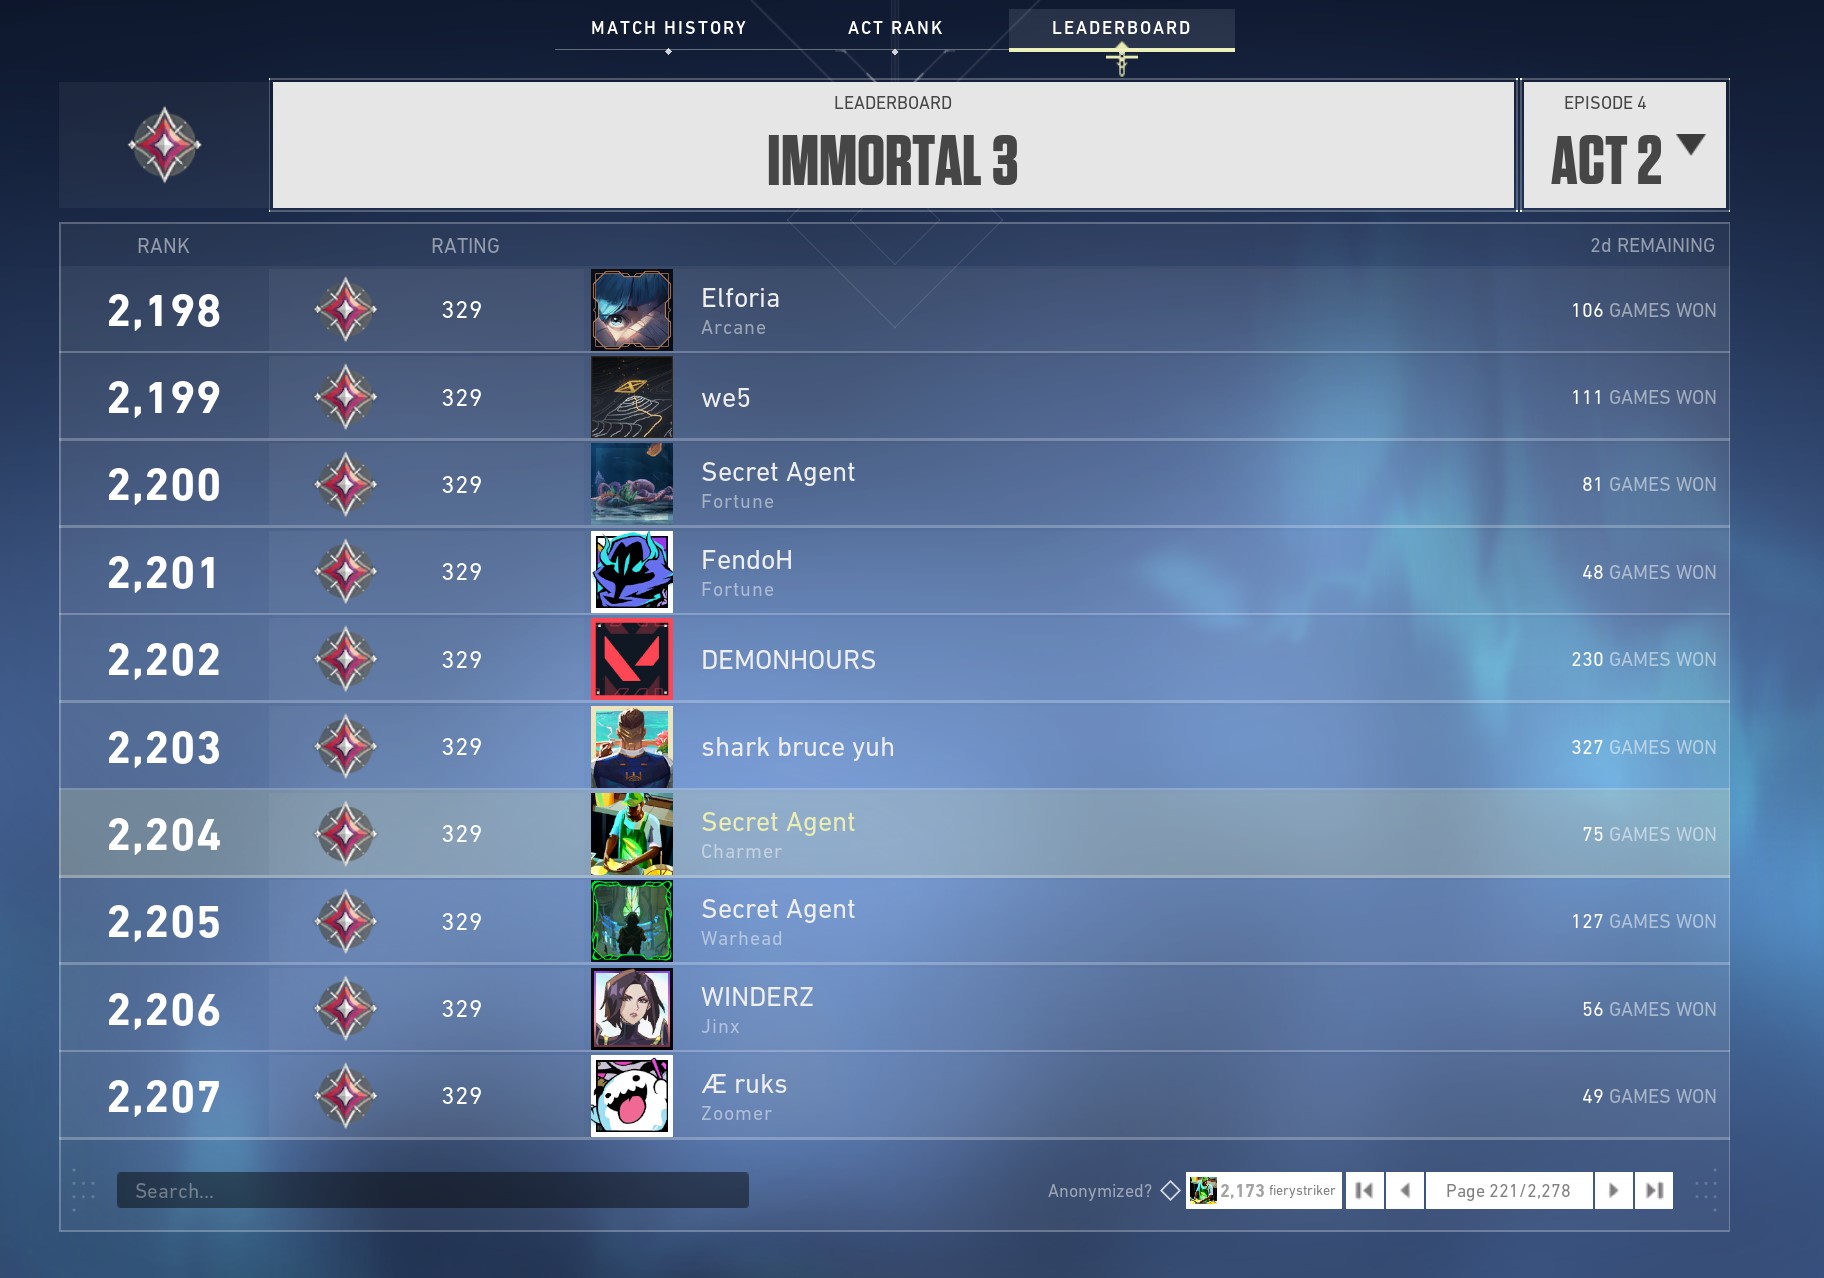 MATCH HISTORY
ACT RANK
LEADERBOARD
LEADERBOARD
IMMORTAL 3
EPISODE 4
ACT 2
RANK
RATING
2d REMAINING
2,198
329
Elforia
Arcane
106 GAMES WON
2,199
329
we5
111 GAMES WON
2,200
329
Secret Agent
Fortune
81 GAMES WON
2,201
329
FendoH
Fortune
48 GAMES WON
2,202
329
DEMONHOURS
230 GAMES WON
2,203
329
shark bruce yuh
327 GAMES WON
2,204
329
Secret Agent
Charmer
75 GAMES WON
2,205
329
Secret Agent
Warhead
127 GAMES WON
2,206
329
WINDERZ
Jinx
56 GAMES WON
2,207
329
Æ ruks
Zoomer
49 GAMES WON
Search...
Anonymized?
2,173 fierystriker
Page 221/2,278